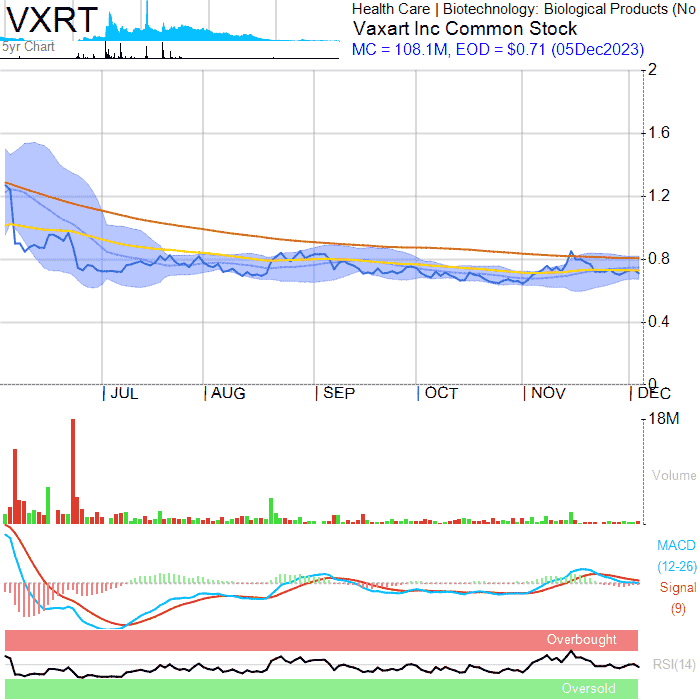 VXRT
5yr Chart
Health Care | Biotechnology: Biological Products (No
Vaxart Inc Common Stock
MC = 108.1M, EOD = $0.71 (05Dec2023)
2
1.6
1.2
0.8
0.4
0
| JUL | AUG | SEP | OCT | NOV | DEC
18M
Volume
MACD
(12-26)
Signal
(9)
Overbought
RSI(14)
Oversold